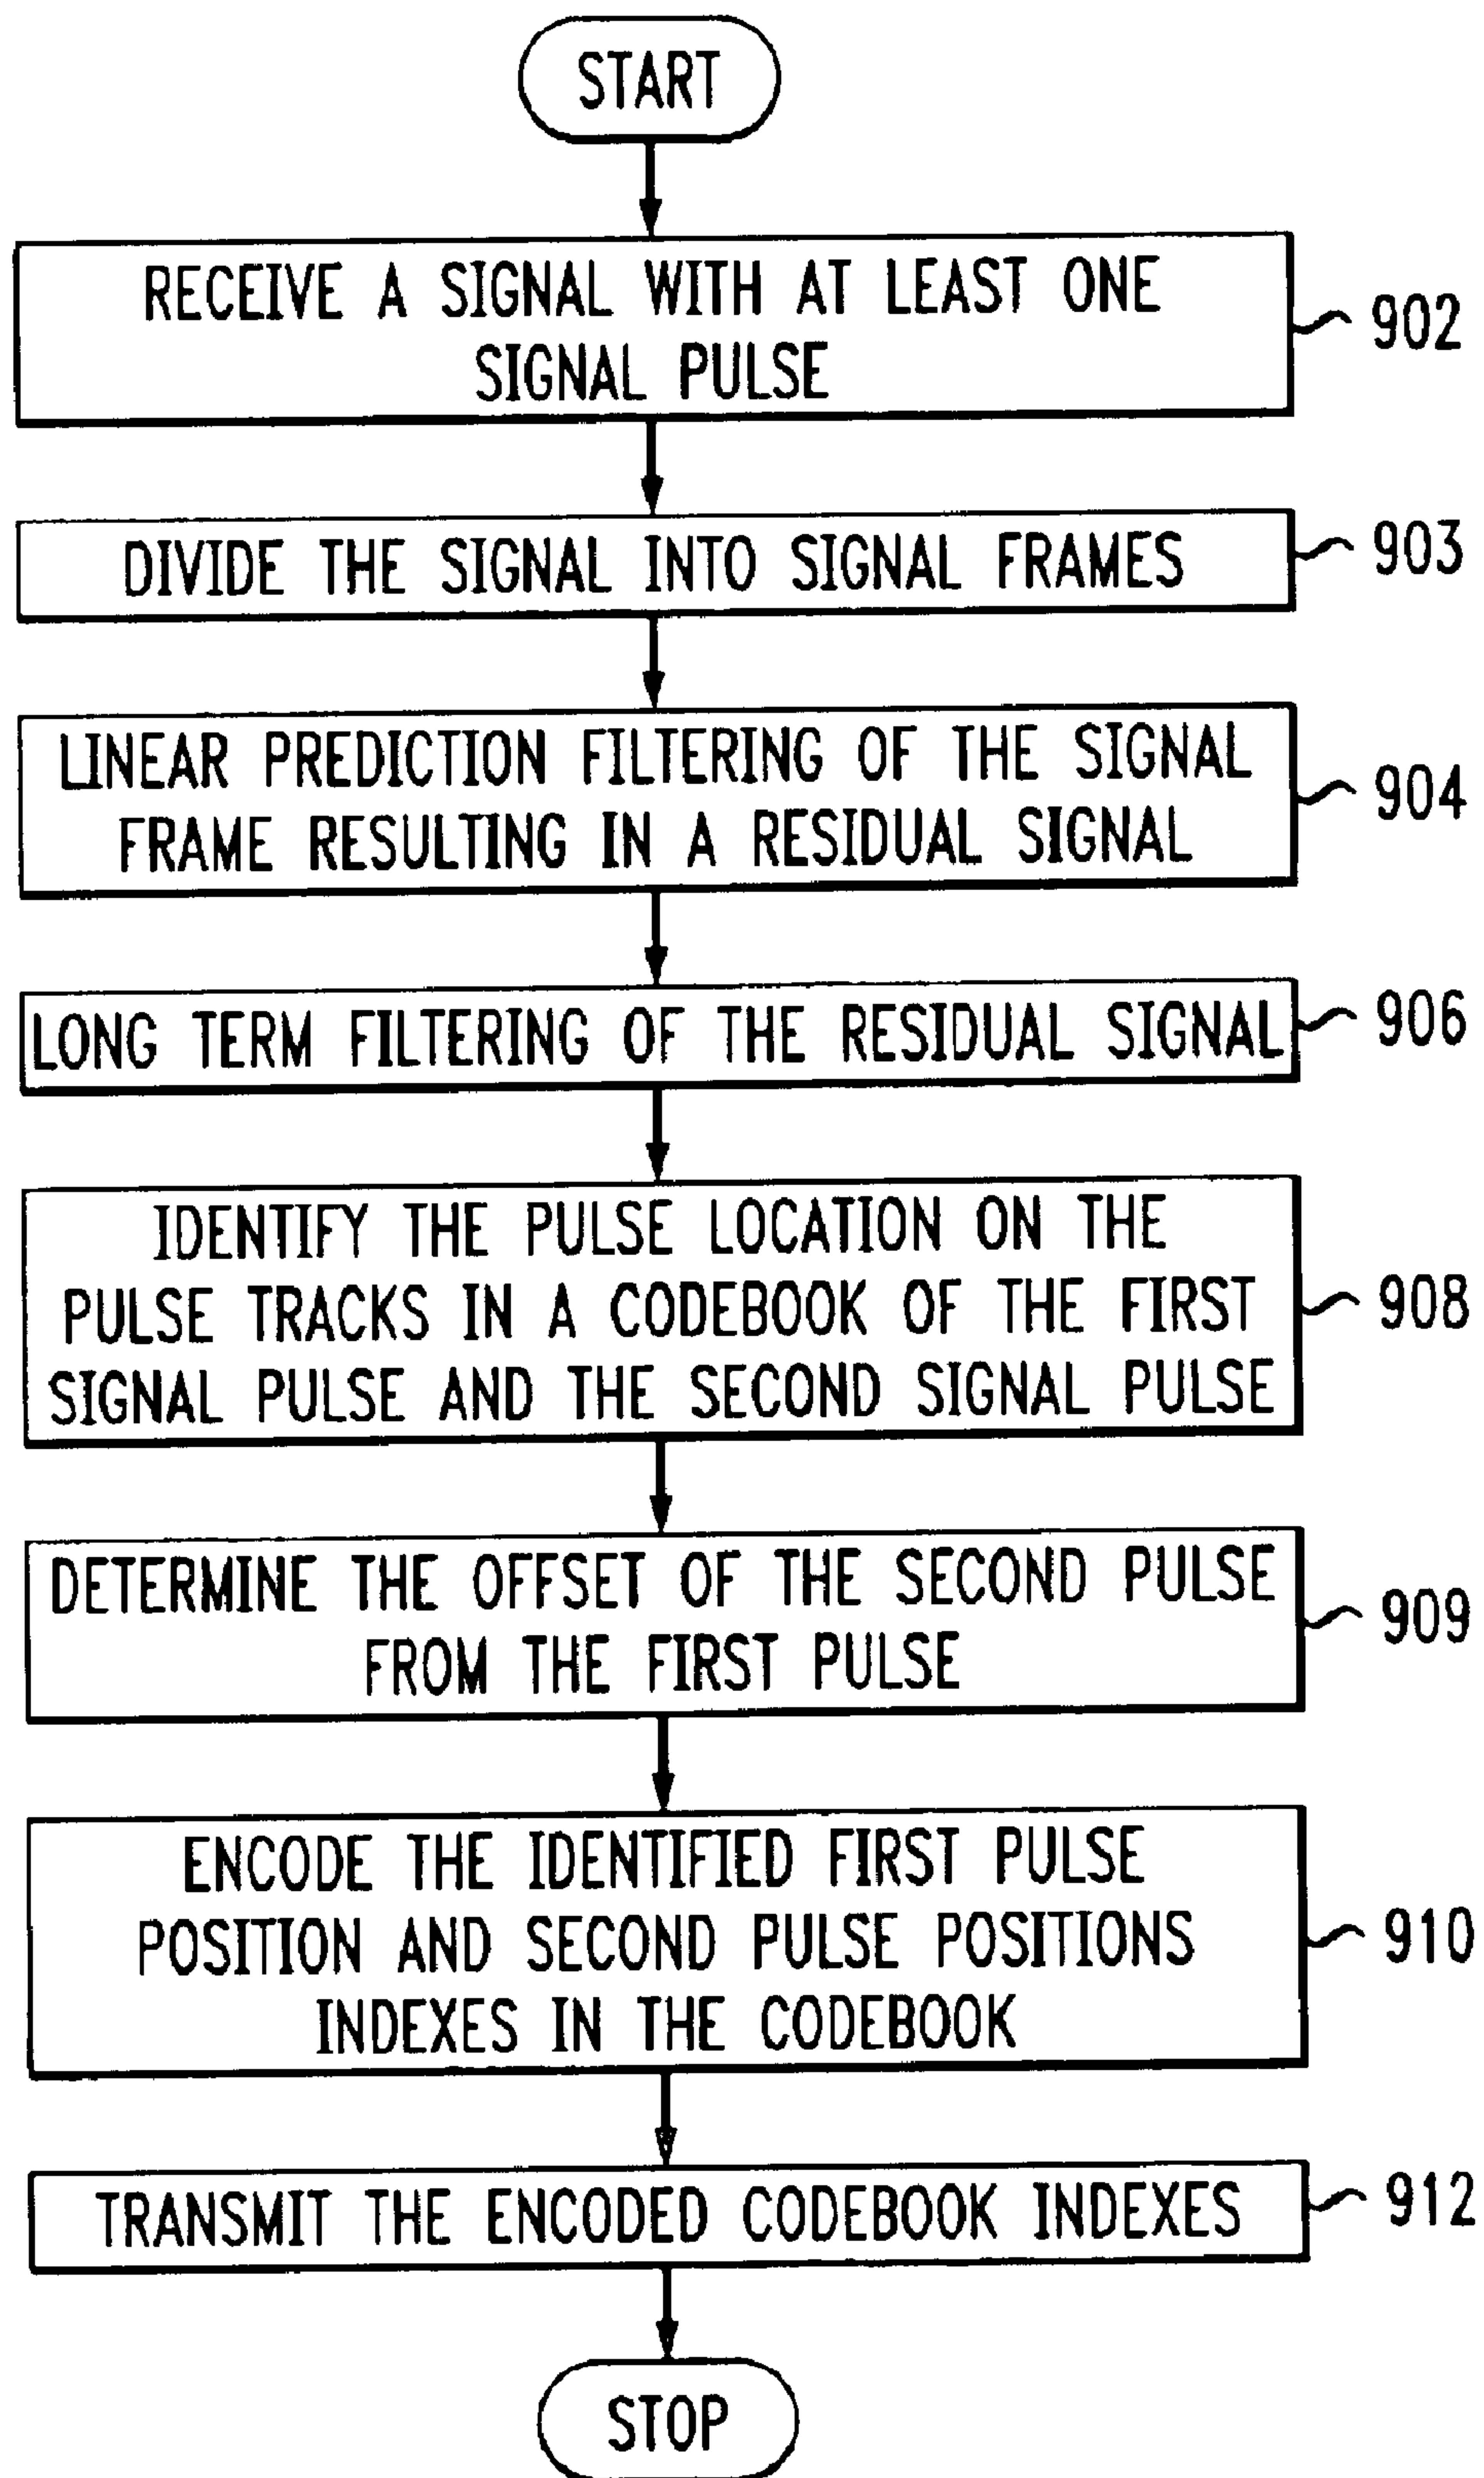 START
RECEIVE A SIGNAL WITH AT LEAST ONE
SIGNAL PULSE
902
DIVIDE THE SIGNAL INTO SIGNAL FRAMES
903
LINEAR PREDICTION FILTERING OF THE SIGNAL
FRAME RESULTING IN A RESIDUAL SIGNAL
904
LONG TERM FILTERING OF THE RESIDUAL SIGNAL
906
IDENTIFY THE PULSE LOCATION ON THE
PULSE TRACKS IN A CODEBOOK OF THE FIRST
SIGNAL PULSE AND THE SECOND SIGNAL PULSE
908
DETERMINE THE OFFSET OF THE SECOND PULSE
FROM THE FIRST PULSE
909
ENCODE THE IDENTIFIED FIRST PULSE
POSITION AND SECOND PULSE POSITIONS
INDEXES IN THE CODEBOOK
910
TRANSMIT THE ENCODED CODEBOOK INDEXES
912
STOP